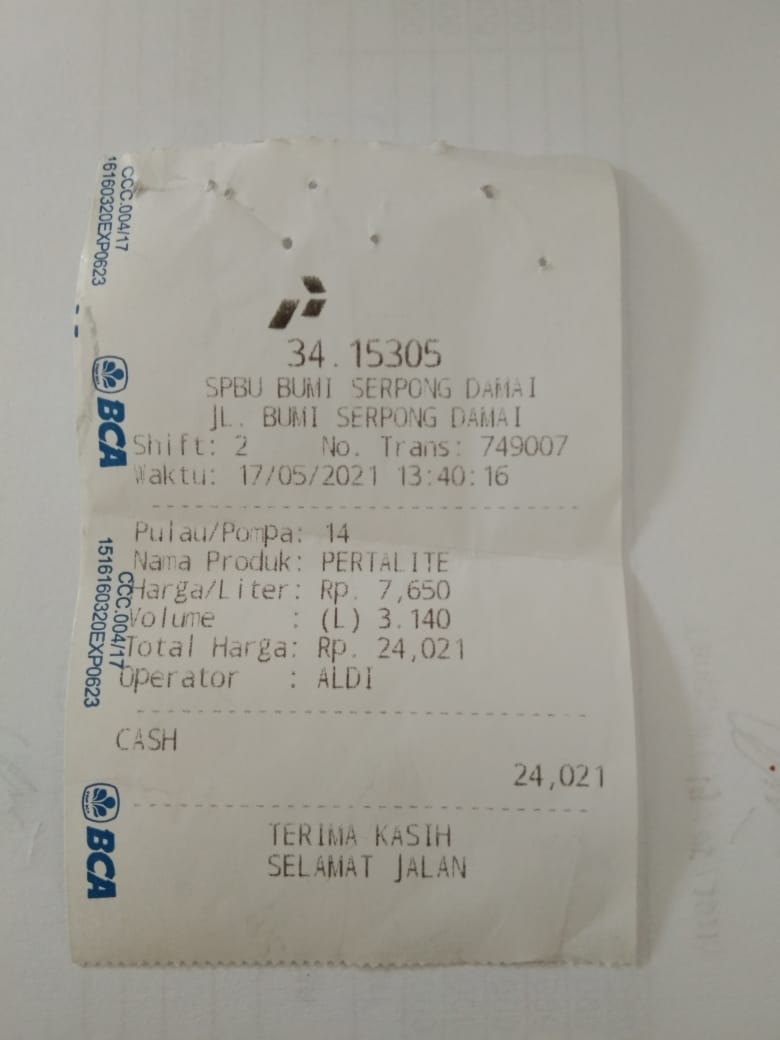 34.15305
SPBU BUMI SERPONG DAMAI
JL. BUMI SERPONG DAMAI
Shift: 2 No. Trans: 749007
Waktu: 17/05/2021 13:40:16
Pulau/Pompa: 14
Nama Produk: PERTALITE
Harga/Liter: Rp. 7,650
Volume : (L) 3.140
Total Harga: Rp. 24,021
Operator : ALDI
CASH
24,021
TERIMA KASIH
SELAMAT JALAN
CCC.004/17
16160320EXP0623
BCA
CCC.004/17
1516160320EXP0623
BCA